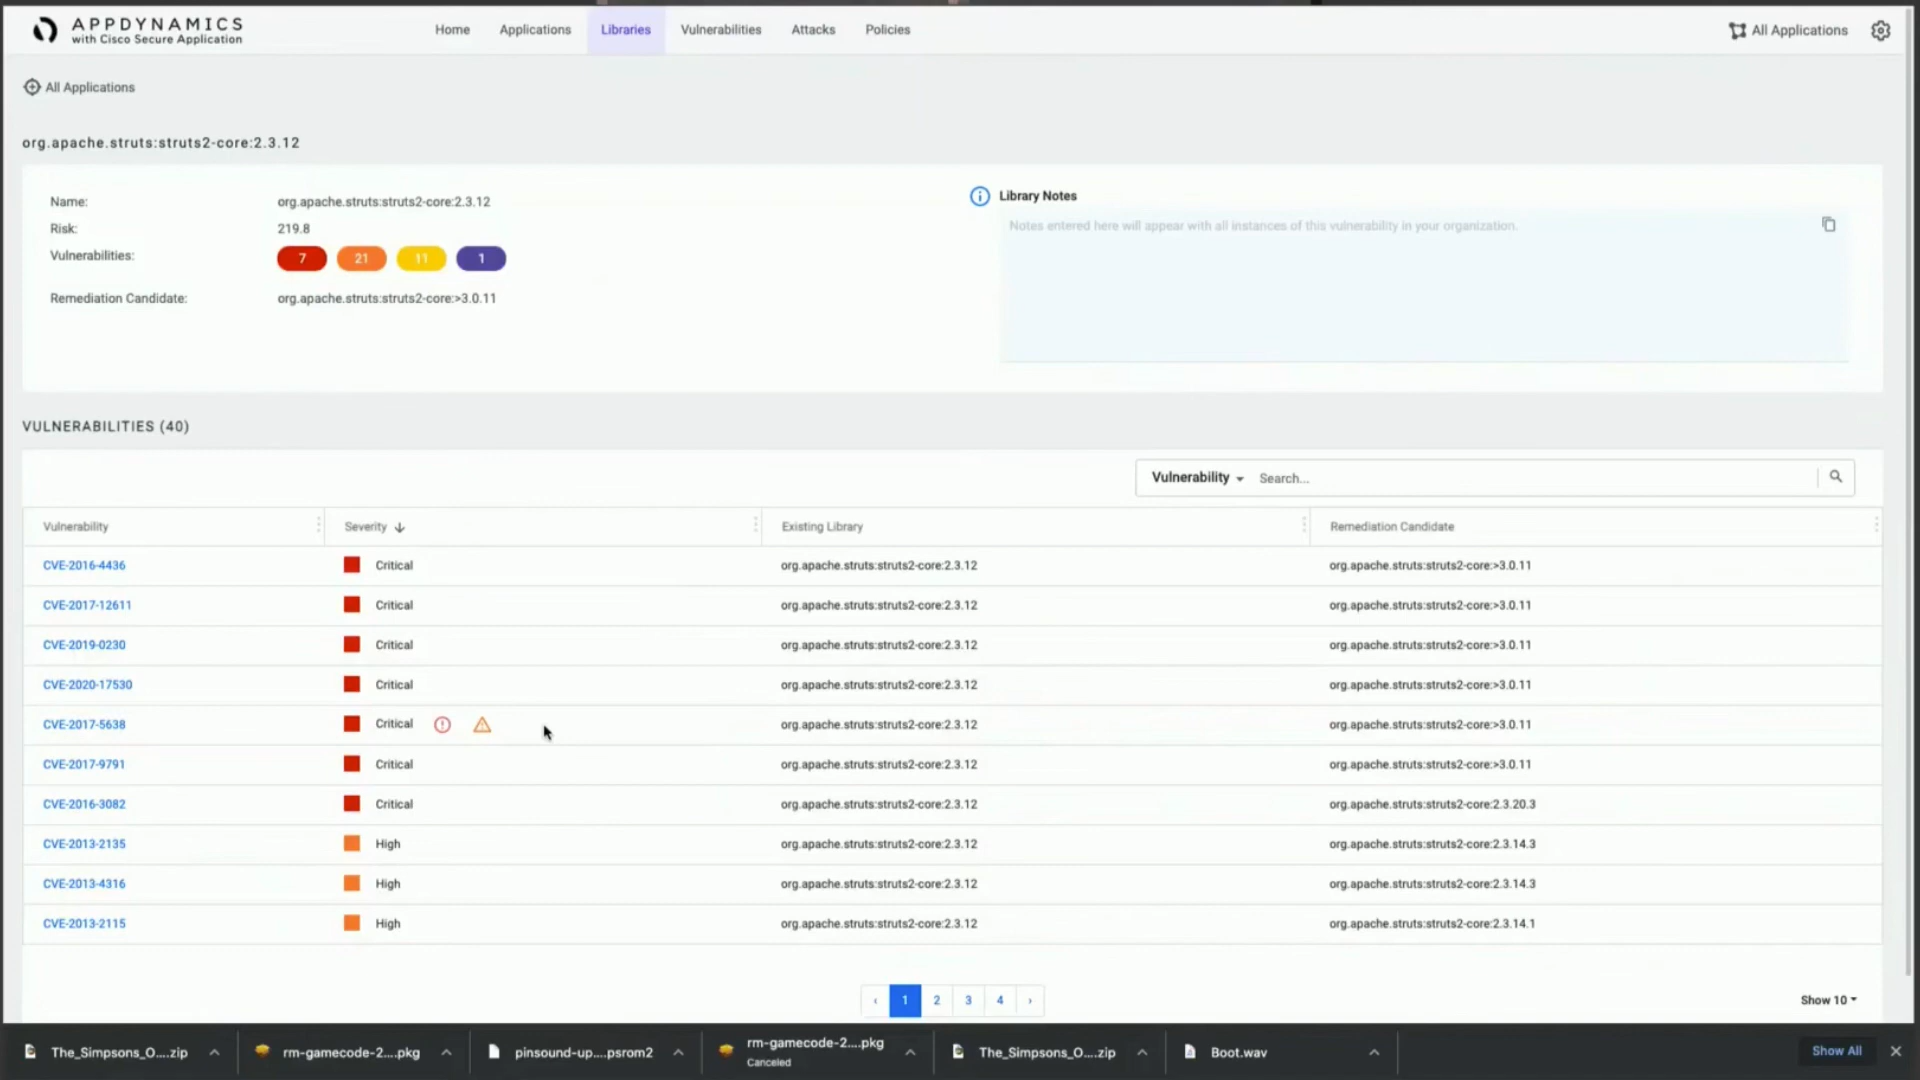 APPDYNAMICS
with Cisco Secure Application
Home
Applications
Libraries
Vulnerabilities
Attacks
Policies
All Applications
All Applications
org.apache.struts:struts2-core:2.3.12
Name:
org.apache.struts:struts2-core:2.3.12
Risk:
219.8
Vulnerabilities:
7
21
11
1
Remediation Candidate:
org.apache.struts:struts2-core:>3.0.11
Library Notes
Notes entered here will appear with all instances of this vulnerability in your organization.
VULNERABILITIES (40)
Vulnerability
Search...
Vulnerability
Severity
Existing Library
Remediation Candidate
CVE-2016-4436
Critical
org.apache.struts:struts2-core:2.3.12
org.apache.struts:struts2-core:>3.0.11
CVE-2017-12611
Critical
org.apache.struts:struts2-core:2.3.12
org.apache.struts:struts2-core:>3.0.11
CVE-2019-0230
Critical
org.apache.struts:struts2-core:2.3.12
org.apache.struts:struts2-core:>3.0.11
CVE-2020-17530
Critical
org.apache.struts:struts2-core:2.3.12
org.apache.struts:struts2-core:>3.0.11
CVE-2017-5638
Critical
org.apache.struts:struts2-core:2.3.12
org.apache.struts:struts2-core:>3.0.11
CVE-2017-9791
Critical
org.apache.struts:struts2-core:2.3.12
org.apache.struts:struts2-core:>3.0.11
CVE-2016-3082
Critical
org.apache.struts:struts2-core:2.3.12
org.apache.struts:struts2-core:2.3.20.3
CVE-2013-2135
High
org.apache.struts:struts2-core:2.3.12
org.apache.struts:struts2-core:2.3.14.3
CVE-2013-4316
High
org.apache.struts:struts2-core:2.3.12
org.apache.struts:struts2-core:2.3.14.3
CVE-2013-2115
High
org.apache.struts:struts2-core:2.3.12
org.apache.struts:struts2-core:2.3.14.1
‹ 1 2 3 4 ›
Show 10
The_Simpsons_O....zip
rm-gamecode-2....pkg
pinsound-up....psrom2
rm-gamecode-2....pkg
Canceled
The_Simpsons_O....zip
Boot.wav
Show All